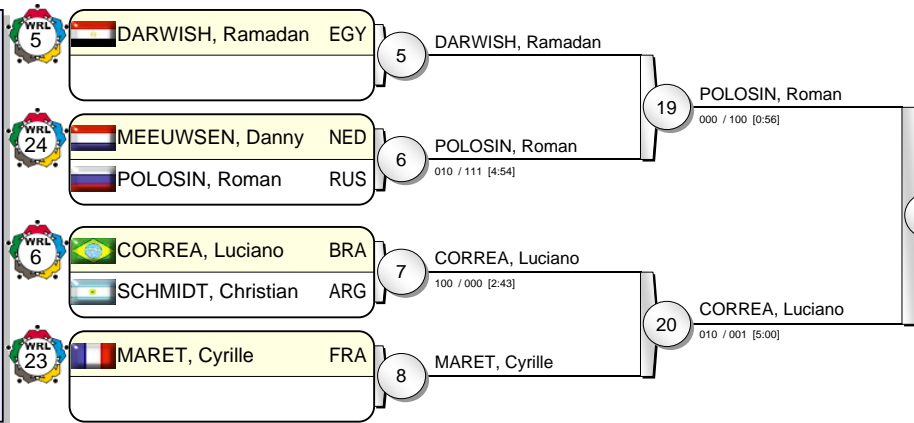 WRL
5
DARWISH, Ramadan EGY
5
DARWISH, Ramadan
WRL
24
MEEUWSEN, Danny NED
POLOSIN, Roman RUS
6
POLOSIN, Roman
010 / 111 [4:54]
19
POLOSIN, Roman
000 / 100 [0:56]
WRL
6
CORREA, Luciano BRA
SCHMIDT, Christian ARG
7
CORREA, Luciano
100 / 000 [2:43]
WRL
23
MARET, Cyrille FRA
8
MARET, Cyrille
20
CORREA, Luciano
010 / 001 [5:00]